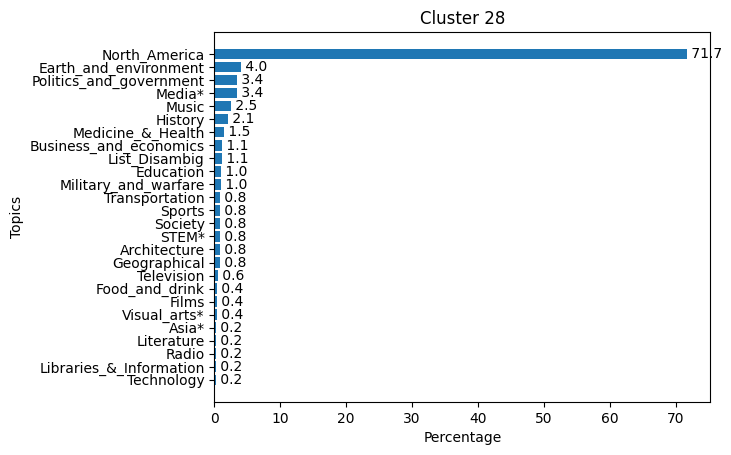 Cluster 28
North_America 71.7
Earth_and_environment 4.0
Politics_and_government 3.4
Media* 3.4
Music 2.5
History 2.1
Medicine_&_Health 1.5
Business_and_economics 1.1
List_Disambig 1.1
Education 1.0
Military_and_warfare 1.0
Transportation 0.8
Sports 0.8
Society 0.8
STEM* 0.8
Architecture 0.8
Geographical 0.8
Television 0.6
Food_and_drink 0.4
Films 0.4
Visual_arts* 0.4
Asia* 0.2
Literature 0.2
Radio 0.2
Libraries_&_Information 0.2
Technology 0.2
Topics
0 10 20 30 40 50 60 70
Percentage